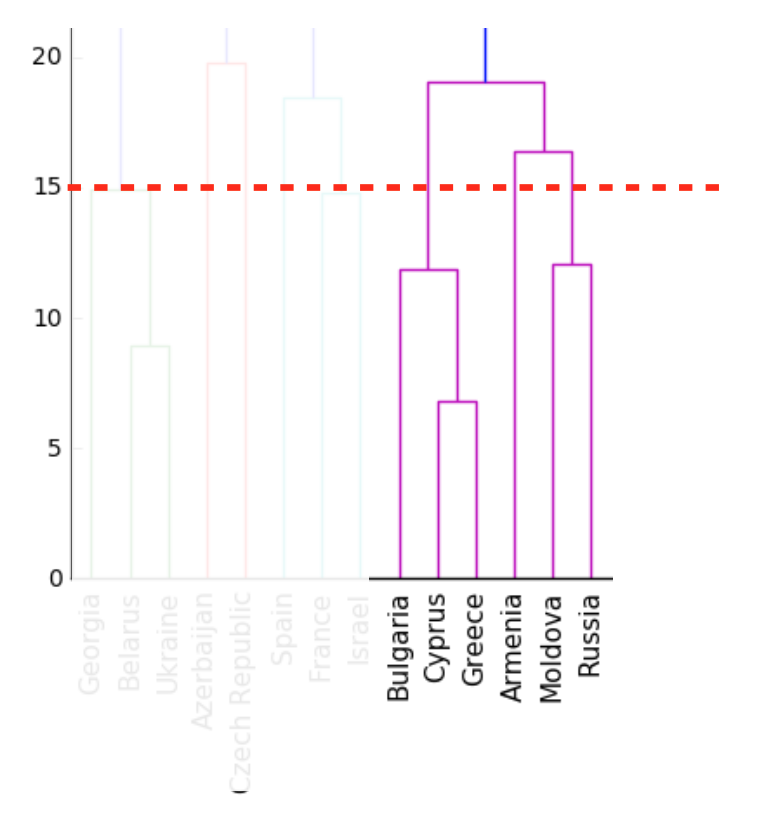 20
15
10
5
0
Georgia
Belarus
Ukraine
Azerbaijan
Czech Republic
Spain
France
Israel
Bulgaria
Cyprus
Greece
Armenia
Moldova
Russia